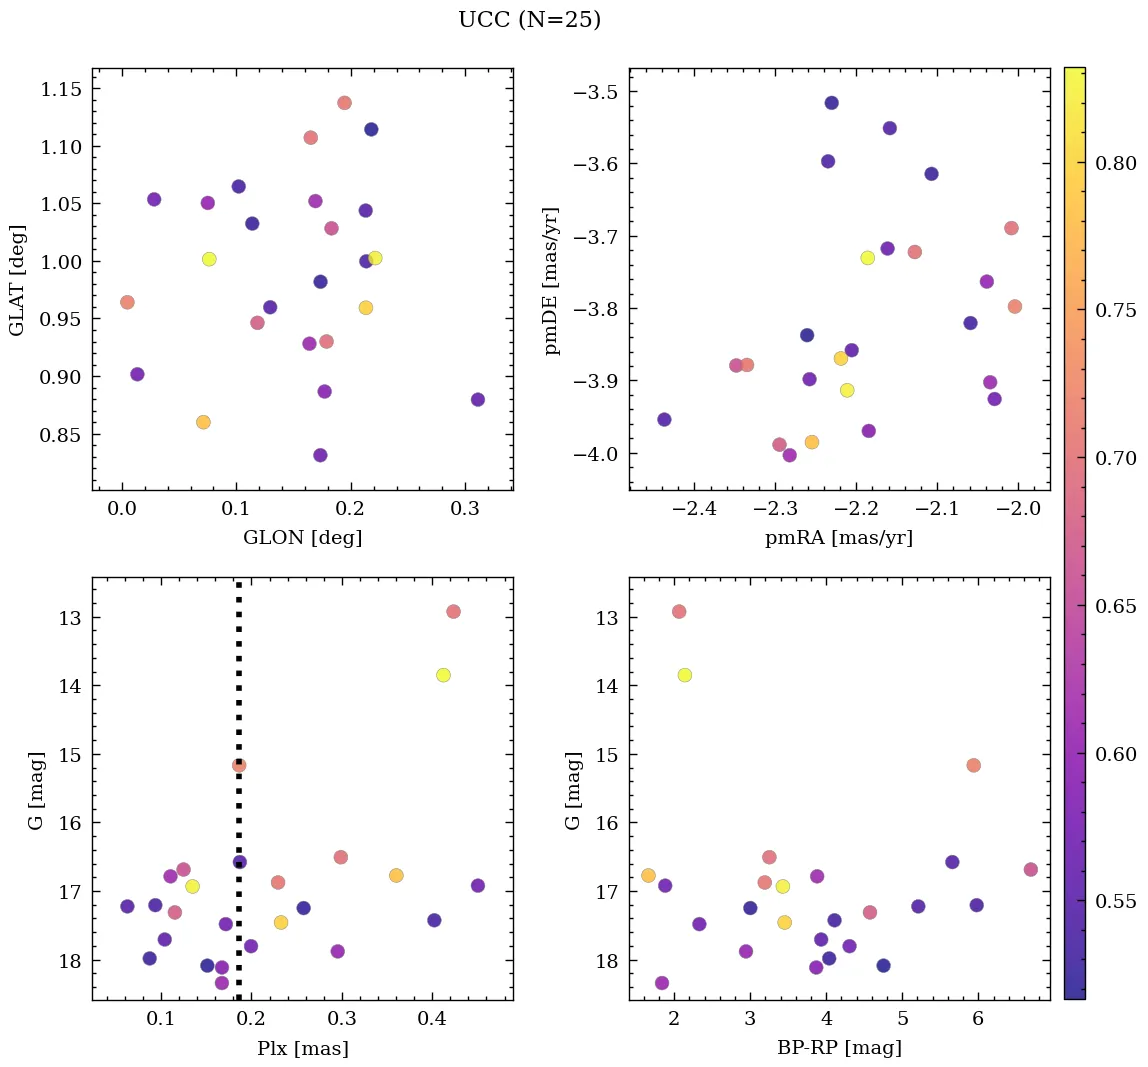 UCC (N=25)
1.15
1.10
1.05
1.00
0.95
0.90
0.85
GLAT [deg]
0.0 0.1 0.2 0.3
GLON [deg]
−3.5
−3.6
−3.7
−3.8
−3.9
−4.0
pmDE [mas/yr]
−2.4 −2.3 −2.2 −2.1 −2.0
pmRA [mas/yr]
13
14
15
16
17
18
G [mag]
0.1 0.2 0.3 0.4
Plx [mas]
13
14
15
16
17
18
G [mag]
2 3 4 5 6
BP-RP [mag]
0.80
0.75
0.70
0.65
0.60
0.55